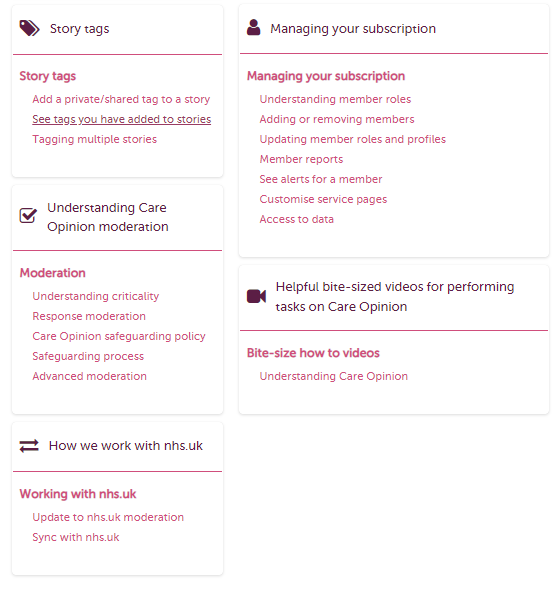 Story tags
Story tags
Add a private/shared tag to a story
See tags you have added to stories
Tagging multiple stories
Understanding Care
Opinion moderation
Moderation
Understanding criticality
Response moderation
Care Opinion safeguarding policy
Safeguarding process
Advanced moderation
How we work with nhs.uk
Working with nhs.uk
Update to nhs.uk moderation
Sync with nhs.uk
Managing your subscription
Managing your subscription
Understanding member roles
Adding or removing members
Updating member roles and profiles
Member reports
See alerts for a member
Customise service pages
Access to data
Helpful bite-sized videos for performing
tasks on Care Opinion
Bite-size how to videos
Understanding Care Opinion